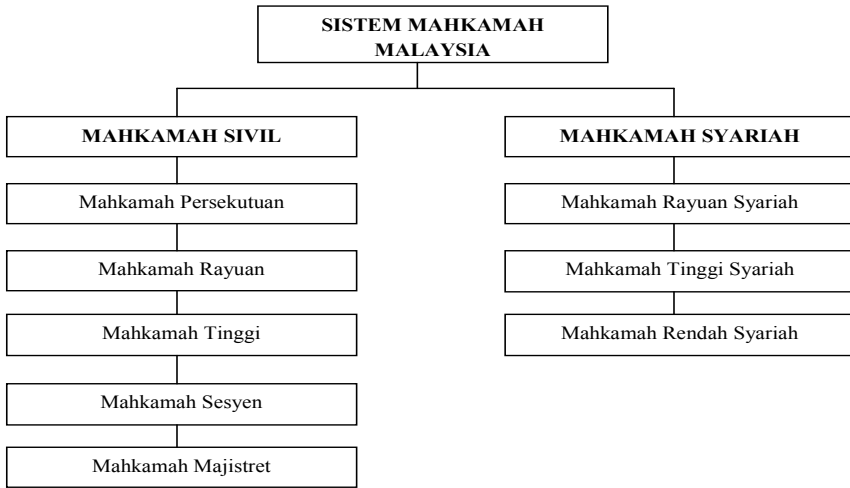 SISTEM MAHKAMAH
MALAYSIA
MAHKAMAH SIVIL
Mahkamah Persekutuan
Mahkamah Rayuan
Mahkamah Tinggi
Mahkamah Sesyen
Mahkamah Majistret
MAHKAMAH SYARIAH
Mahkamah Rayuan Syariah
Mahkamah Tinggi Syariah
Mahkamah Rendah Syariah